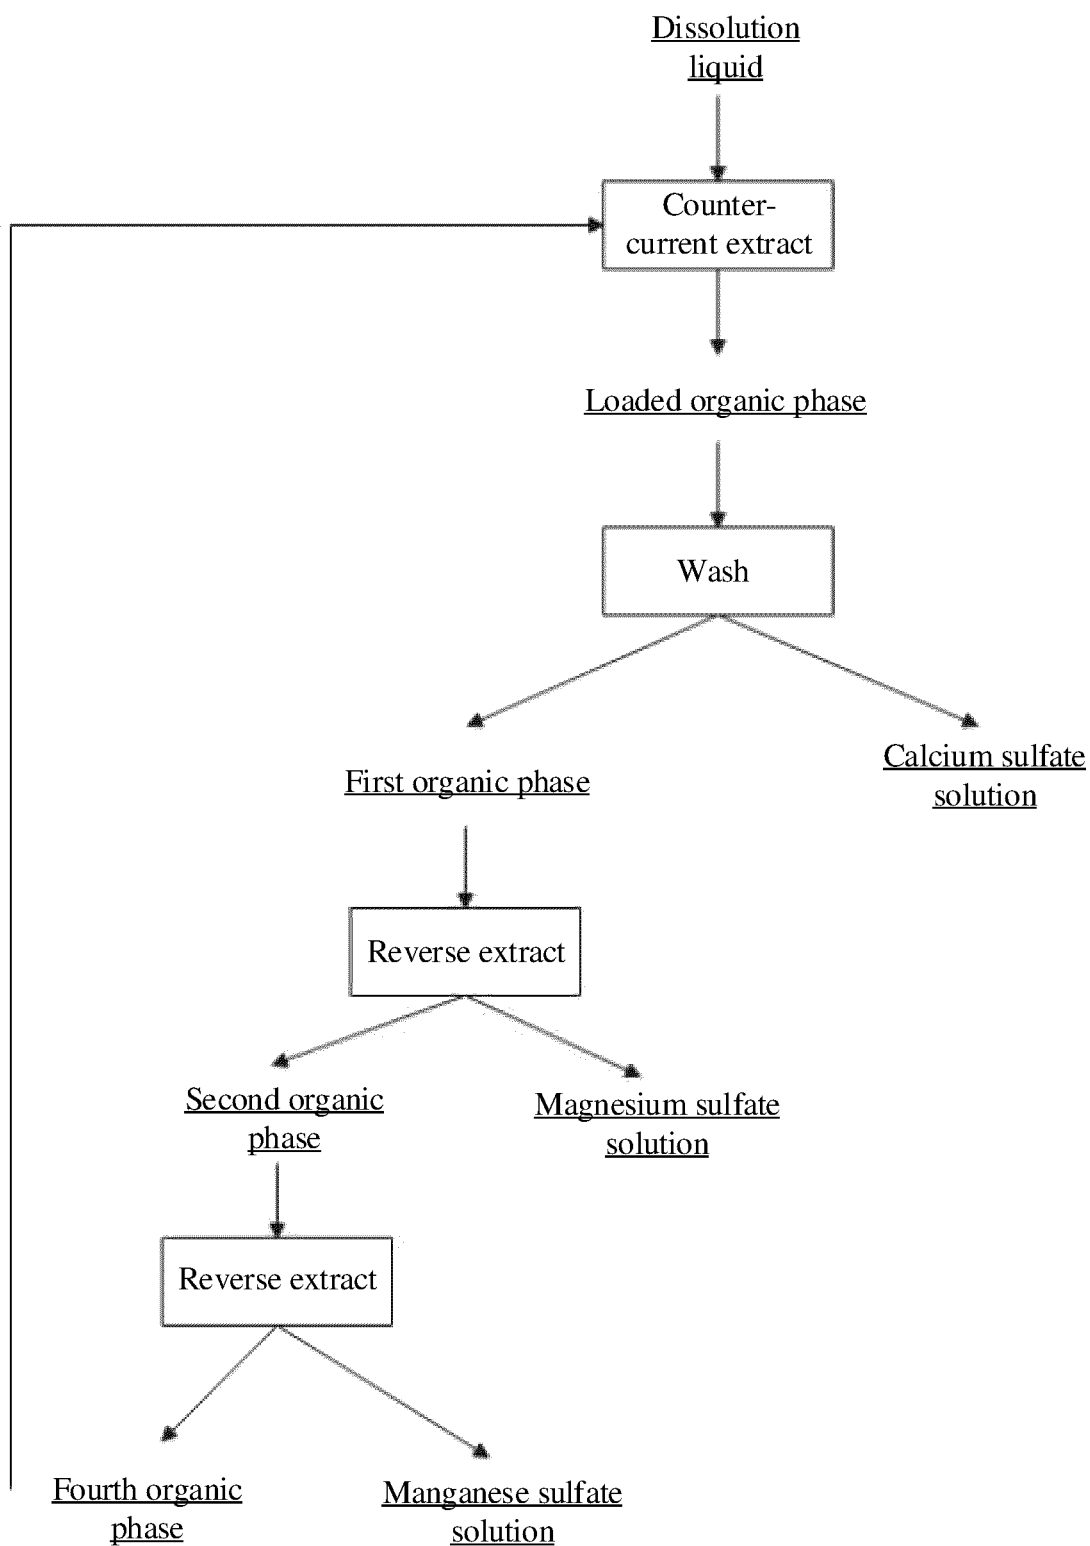 Dissolution
liquid
Counter-
current extract
Loaded organic phase
Wash
First organic phase
Calcium sulfate
solution
Reverse extract
Second organic
phase
Magnesium sulfate
solution
Reverse extract
Fourth organic
phase
Manganese sulfate
solution